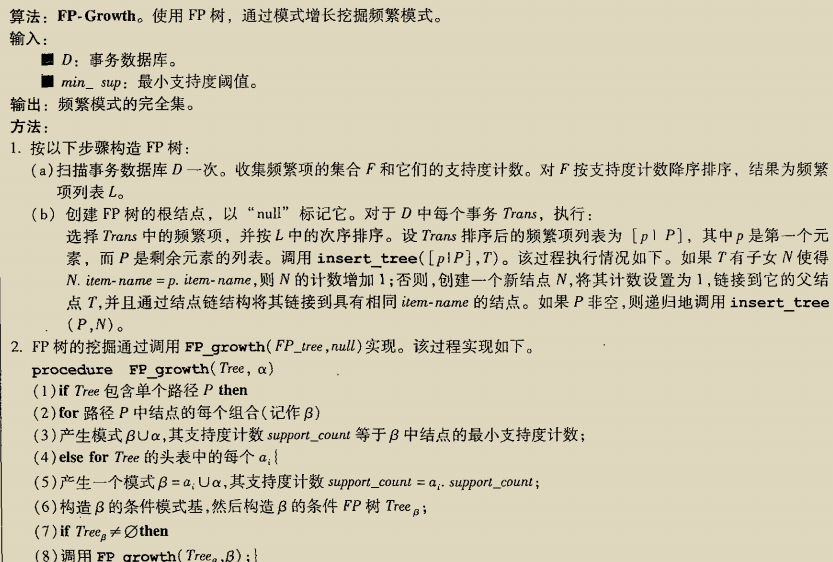 算法：FP-Growth。使用 FP 树，通过模式增长挖掘频繁模式。
输入：
■ D：事务数据库。
■ min_ sup：最小支持度阈值。
输出：频繁模式的完全集。
方法：
1. 按以下步骤构造 FP 树：
(a)扫描事务数据库 D 一次。收集频繁项的集合 F 和它们的支持度计数。对 F 按支持度计数降序排序，结果为频繁
项列表 L。
(b) 创建 FP 树的根结点，以“null”标记它。对于 D 中每个事务 Trans，执行：
选择 Trans 中的频繁项，并按 L 中的次序排序。设 Trans 排序后的频繁项列表为 [p | P]，其中 p 是第一个元
素，而 P 是剩余元素的列表。调用 insert_tree([p|P],T)。该过程执行情况如下。如果 T 有子女 N 使得
N. item-name = p. item-name,则 N 的计数增加 1；否则,创建一个新结点 N,将其计数设置为 1,链接到它的父结
点 T,并且通过结点链结构将其链接到具有相同 item-name 的结点。如果 P 非空,则递归地调用 insert_tree
(P,N)。
2. FP 树的挖掘通过调用 FP_growth(FP_tree,null)实现。该过程实现如下。
procedure FP_growth(Tree, α)
(1)if Tree 包含单个路径 P then
(2)for 路径 P 中结点的每个组合(记作 β)
(3)产生模式 β∪α,其支持度计数 support_count 等于 β 中结点的最小支持度计数；
(4)else for Tree 的头表中的每个 aᵢ{
(5)产生一个模式 β = aᵢ∪α,其支持度计数 support_count = aᵢ. support_count；
(6)构造 β 的条件模式基,然后构造 β 的条件 FP 树 Treeᵦ；
(7)if Treeᵦ ≠ ∅then
(8)调用 FP_growth(Treeᵦ,β)；}